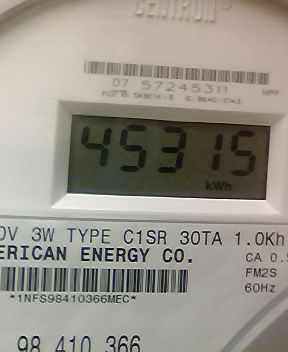 CENTRON
07 57245311
45315
kWh
0V 3W TYPE C1SR 30TA 1.0Kh
ERICAN ENERGY CO.
CA 0.5
FM2S
*1NFS98410366MEC*
60Hz
98 410 366